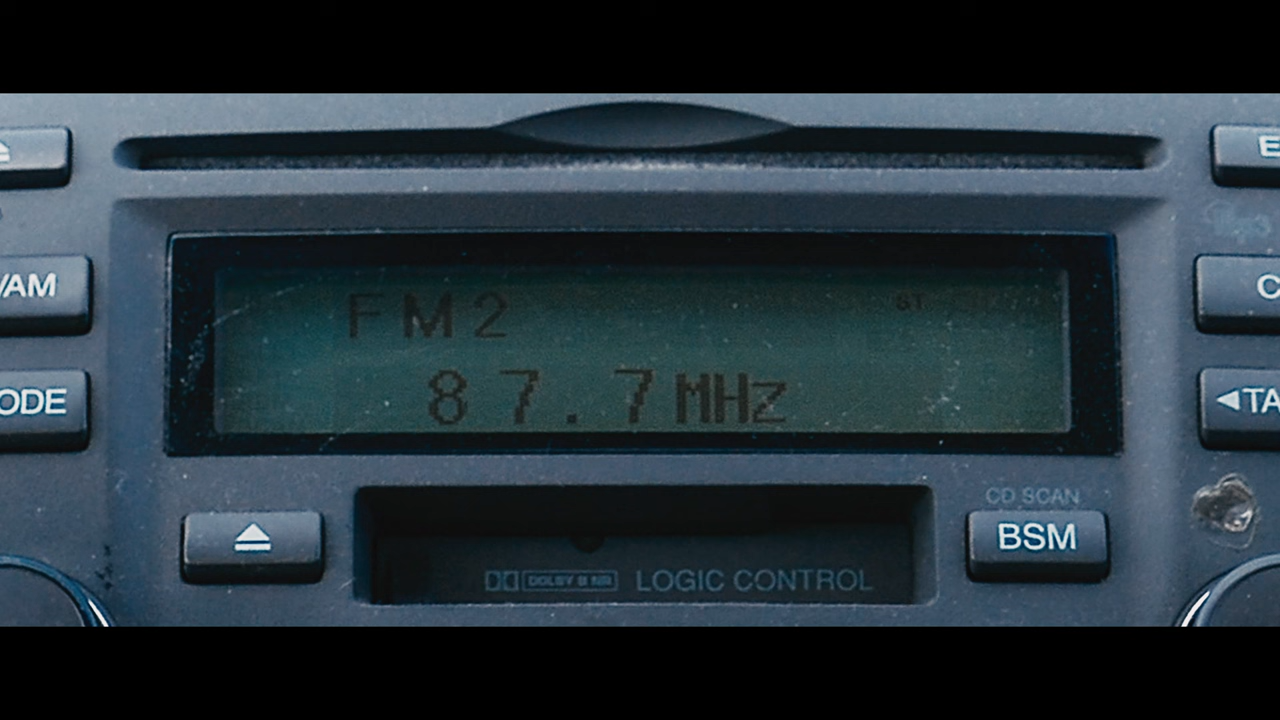 /AM
ODE
FM2 ST
87.7MHz
◄TA
CD SCAN
BSM
DOLBY B NR LOGIC CONTROL